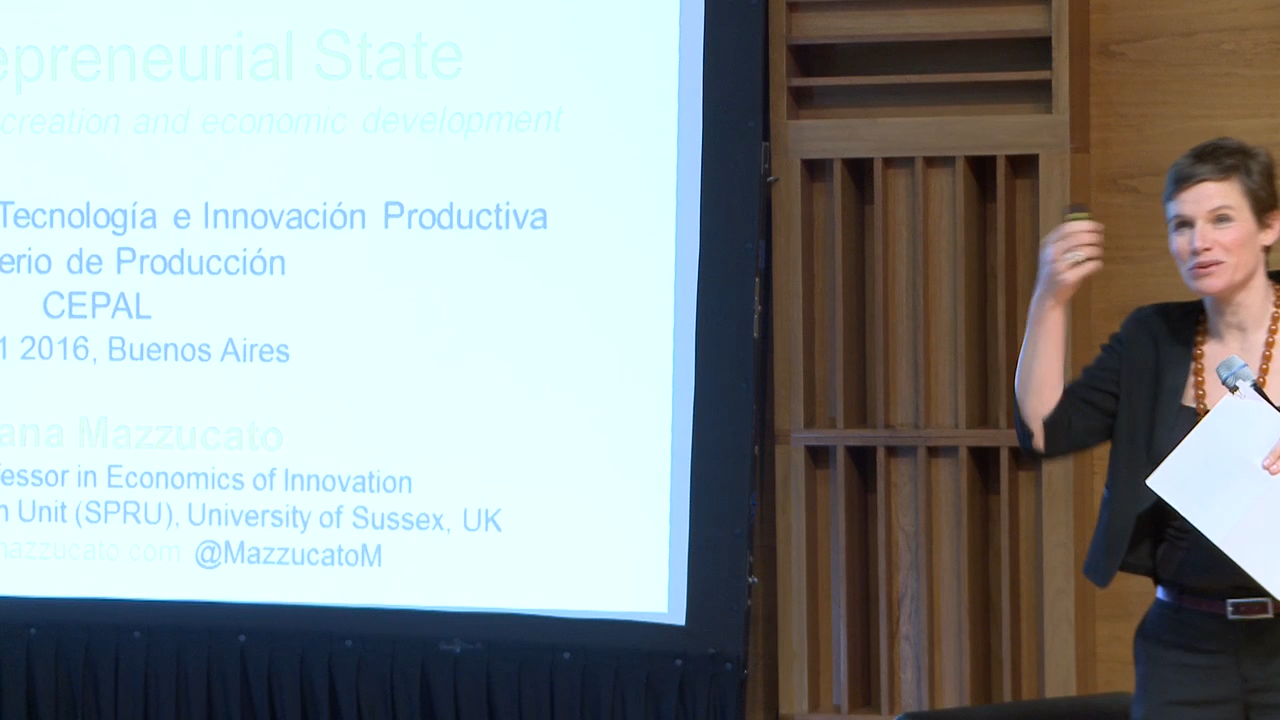 epreneurial State
creation and economic development
Tecnología e Innovación Productiva
erio de Producción
CEPAL
1 2016, Buenos Aires
ana Mazzucato
essor in Economics of Innovation
n Unit (SPRU), University of Sussex, UK
mazzucato.com @MazzucatoM